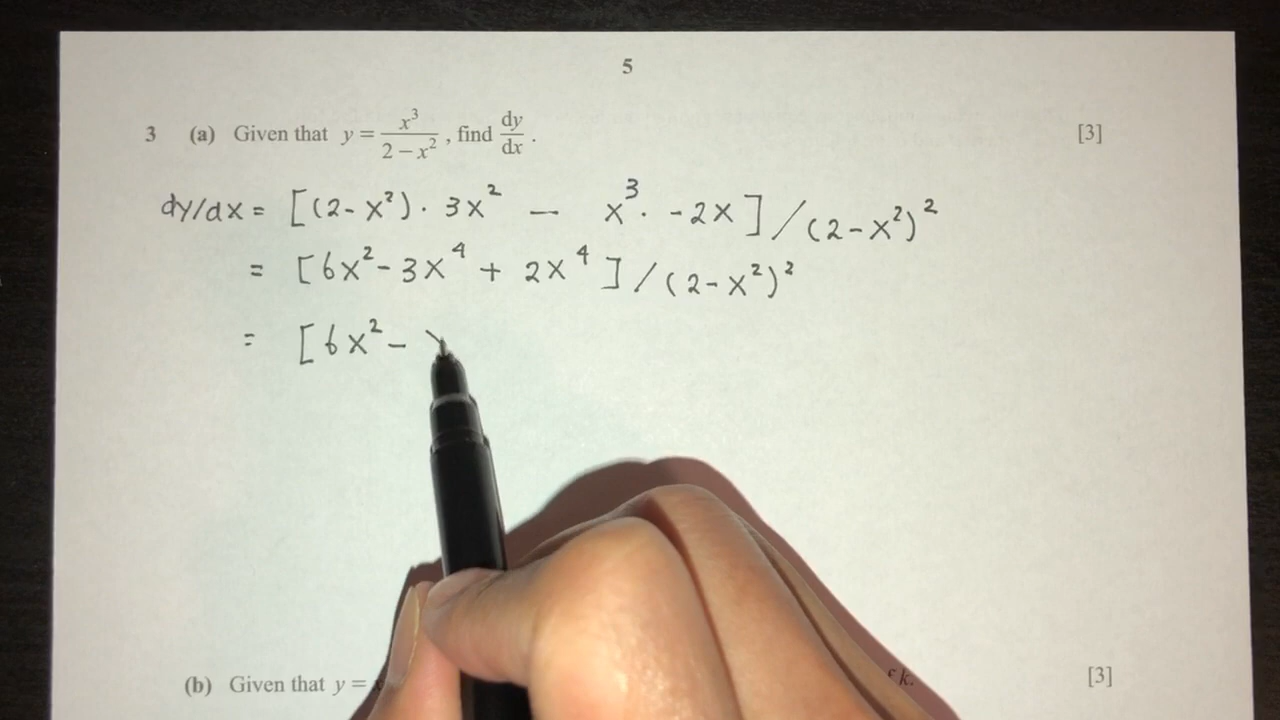 5
3 (a) Given that y = x³/(2 − x²), find dy/dx. [3]
dy/dx = [(2-x²)· 3x² — x³· -2x]/(2-x²)²
= [6x²-3x⁴ + 2x⁴]/(2-x²)²
= [6x² -
(b) Given that y = k. [3]